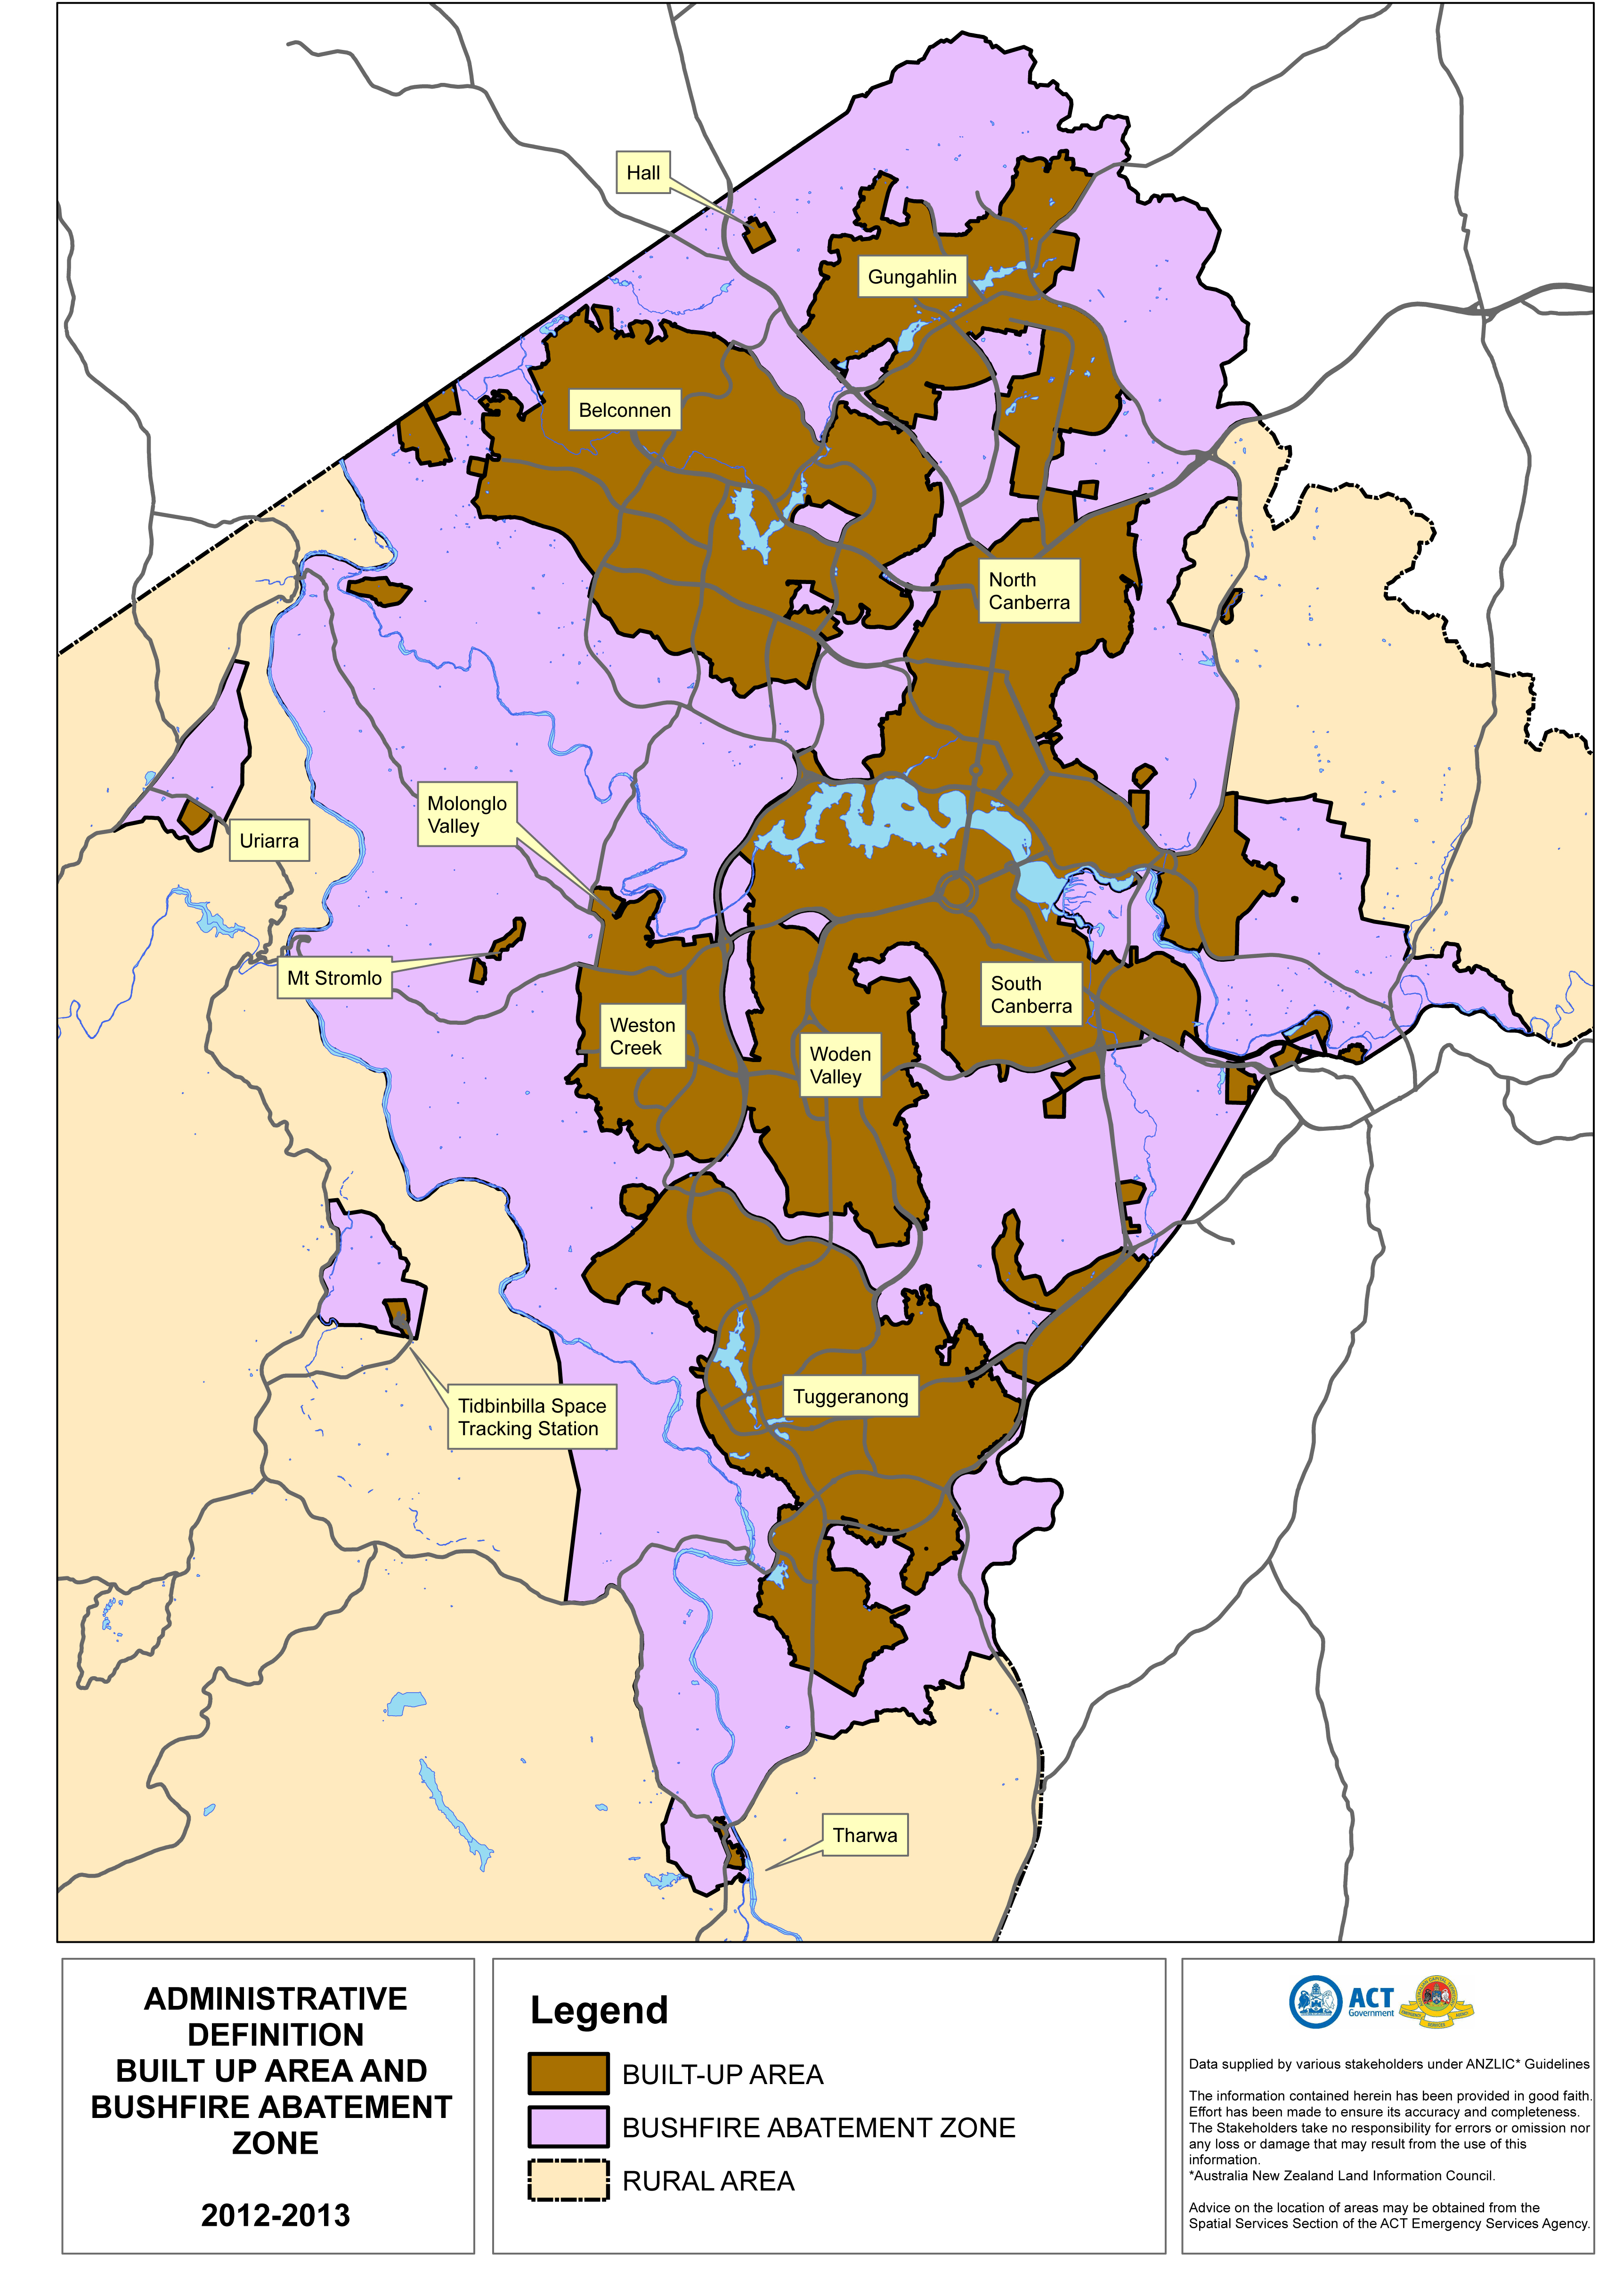 Hall
Gungahlin
Belconnen
North
Canberra
Molonglo
Valley
Uriarra
Mt Stromlo
South
Canberra
Weston
Creek
Woden
Valley
Tuggeranong
Tidbinbilla Space
Tracking Station
Tharwa
ADMINISTRATIVE
DEFINITION
BUILT UP AREA AND
BUSHFIRE ABATEMENT
ZONE
2012-2013
Legend
BUILT-UP AREA
BUSHFIRE ABATEMENT ZONE
RURAL AREA
ACT
Government
Data supplied by various stakeholders under ANZLIC* Guidelines
The information contained herein has been provided in good faith.
Effort has been made to ensure its accuracy and completeness.
The Stakeholders take no responsibility for errors or omission nor
any loss or damage that may result from the use of this
information.
*Australia New Zealand Land Information Council.
Advice on the location of areas may be obtained from the
Spatial Services Section of the ACT Emergency Services Agency.